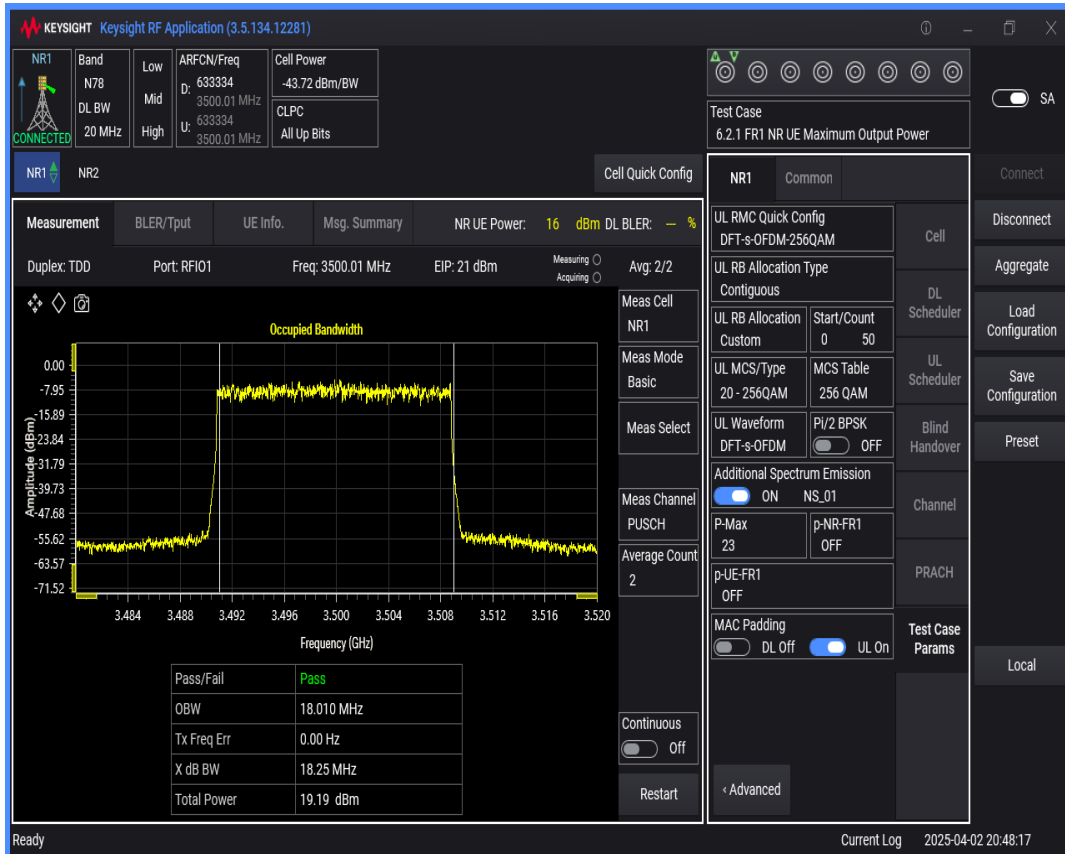 KEYSIGHT Keysight RF Application (3.5.134.12281)
NR1
CONNECTED
Band
N78
DL BW
20 MHz
Low
Mid
High
ARFCN/Freq
D: 633334
3500.01 MHz
U: 633334
3500.01 MHz
Cell Power
-43.72 dBm/BW
CLPC
All Up Bits
Test Case
6.2.1 FR1 NR UE Maximum Output Power
SA
NR1 NR2
Cell Quick Config
Measurement BLER/Tput UE Info. Msg. Summary NR UE Power: 16 dBm DL BLER: --- %
Duplex: TDD Port: RFIO1 Freq: 3500.01 MHz EIP: 21 dBm Measuring Avg: 2/2
Acquiring
Occupied Bandwidth
Amplitude (dBm)
0.00
-7.95
-15.89
-23.84
-31.79
-39.73
-47.68
-55.62
-63.57
-71.52
3.484 3.488 3.492 3.496 3.500 3.504 3.508 3.512 3.516 3.520
Frequency (GHz)
Pass/Fail Pass
OBW 18.010 MHz
Tx Freq Err 0.00 Hz
X dB BW 18.25 MHz
Total Power 19.19 dBm
Meas Cell
NR1
Meas Mode
Basic
Meas Select
Meas Channel
PUSCH
Average Count
2
Continuous
Off
Restart
NR1 Common
UL RMC Quick Config
DFT-s-OFDM-256QAM
UL RB Allocation Type
Contiguous
UL RB Allocation
Custom
Start/Count
0 50
UL MCS/Type
20 - 256QAM
MCS Table
256 QAM
UL Waveform
DFT-s-OFDM
Pi/2 BPSK
OFF
Additional Spectrum Emission
ON NS_01
P-Max
23
p-NR-FR1
OFF
p-UE-FR1
OFF
MAC Padding
DL Off UL On
‹ Advanced
Cell
DL
Scheduler
UL
Scheduler
Blind
Handover
Channel
PRACH
Test Case
Params
Connect
Disconnect
Aggregate
Load
Configuration
Save
Configuration
Preset
Local
Ready Current Log 2025-04-02 20:48:17